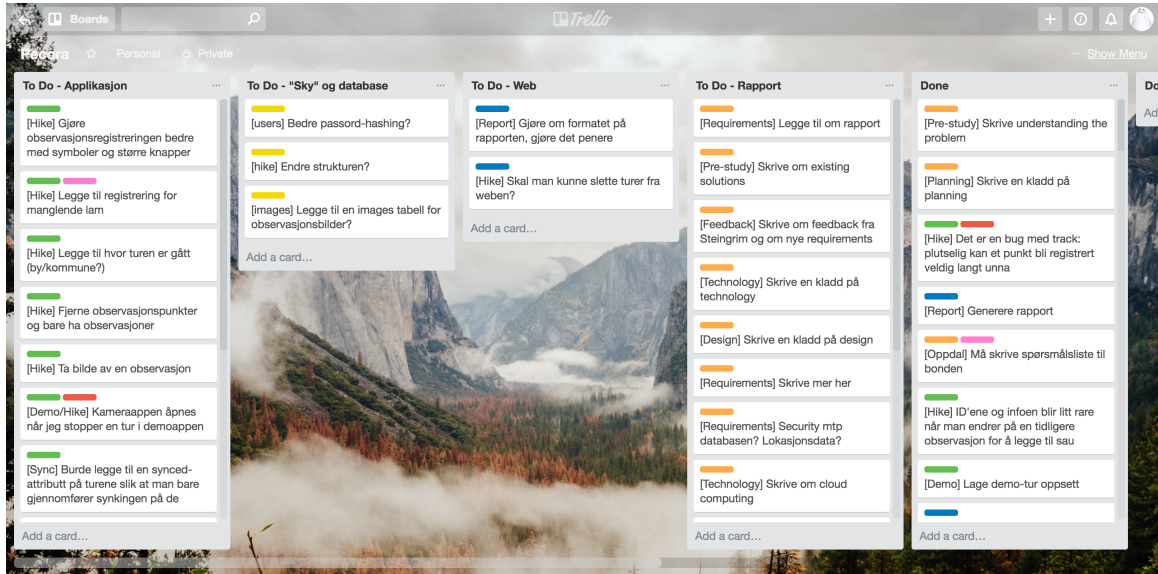 Boards
Trello
Recora
Personal
Private
... Show Menu
To Do - Applikasjon
[Hike] Gjøre
observasjonsregistreringen bedre
med symboler og større knapper
[Hike] Legge til registrering for
manglende lam
[Hike] Legge til hvor turen er gått
(by/kommune?)
[Hike] Fjerne observasjonspunkter
og bare ha observasjoner
[Hike] Ta bilde av en observasjon
[Demo/Hike] Kameraappen åpnes
når jeg stopper en tur i demoappen
[Sync] Burde legge til en synced-
attributt på turene slik at man bare
gjennomfører synkingen på de
Add a card...
To Do - "Sky" og database
[users] Bedre passord-hashing?
[hike] Endre strukturen?
[images] Legge til en images tabell for
observasjonsbilder?
Add a card...
To Do - Web
[Report] Gjøre om formatet på
rapporten, gjøre det penere
[Hike] Skal man kunne slette turer fra
weben?
Add a card...
To Do - Rapport
[Requirements] Legge til om rapport
[Pre-study] Skrive om existing
solutions
[Feedback] Skrive om feedback fra
Steingrim og om nye requirements
[Technology] Skrive en kladd på
technology
[Design] Skrive en kladd på design
[Requirements] Skrive mer her
[Requirements] Security mtp
databasen? Lokasjonsdata?
[Technology] Skrive om cloud
computing
Add a card...
Done
[Pre-study] Skrive understanding the
problem
[Planning] Skrive en kladd på
planning
[Hike] Det er en bug med track:
plutselig kan et punkt bli registrert
veldig langt unna
[Report] Generere rapport
[Oppdal] Må skrive spørsmålsliste til
bonden
[Hike] ID'ene og infoen blir litt rare
når man endrer på en tidligere
observasjon for å legge til sau
[Demo] Lage demo-tur oppsett
Add a card...
Do
Ad